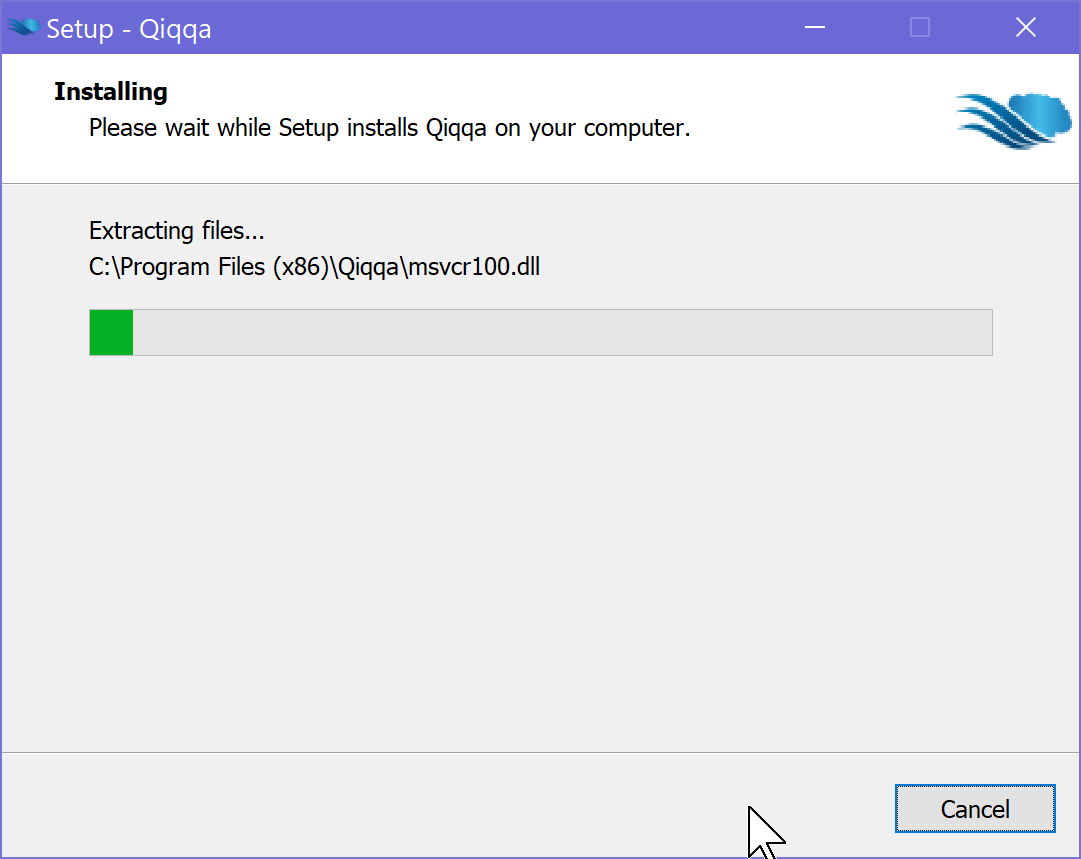 Setup - Qiqqa
Installing
Please wait while Setup installs Qiqqa on your computer.
Extracting files...
C:\Program Files (x86)\Qiqqa\msvcr100.dll
Cancel